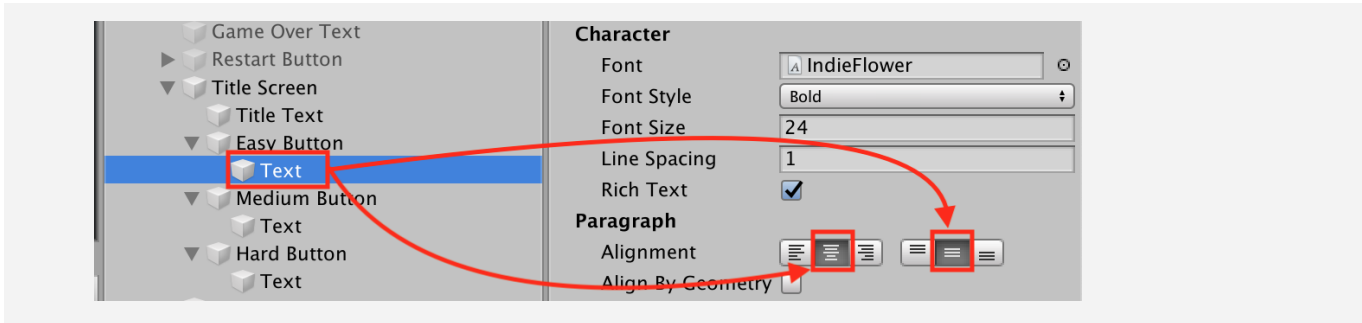 Game Over Text
Restart Button
Title Screen
Title Text
Easy Button
Text
Medium Button
Text
Hard Button
Text
Character
Font IndieFlower
Font Style Bold
Font Size 24
Line Spacing 1
Rich Text
Paragraph
Alignment
Align By Geometry